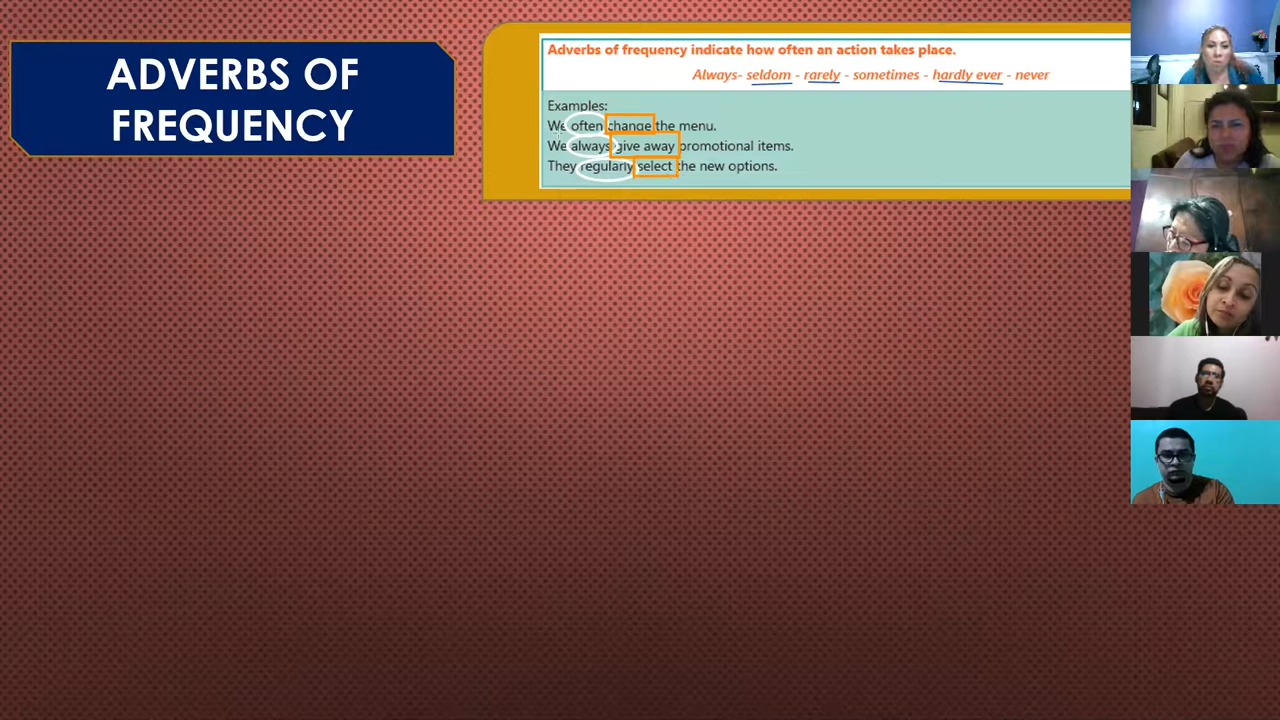 ADVERBS OF
FREQUENCY
Adverbs of frequency indicate how often an action takes place.
Always- seldom - rarely - sometimes - hardly ever - never
Examples:
We often change the menu.
We always give away promotional items.
They regularly select the new options.